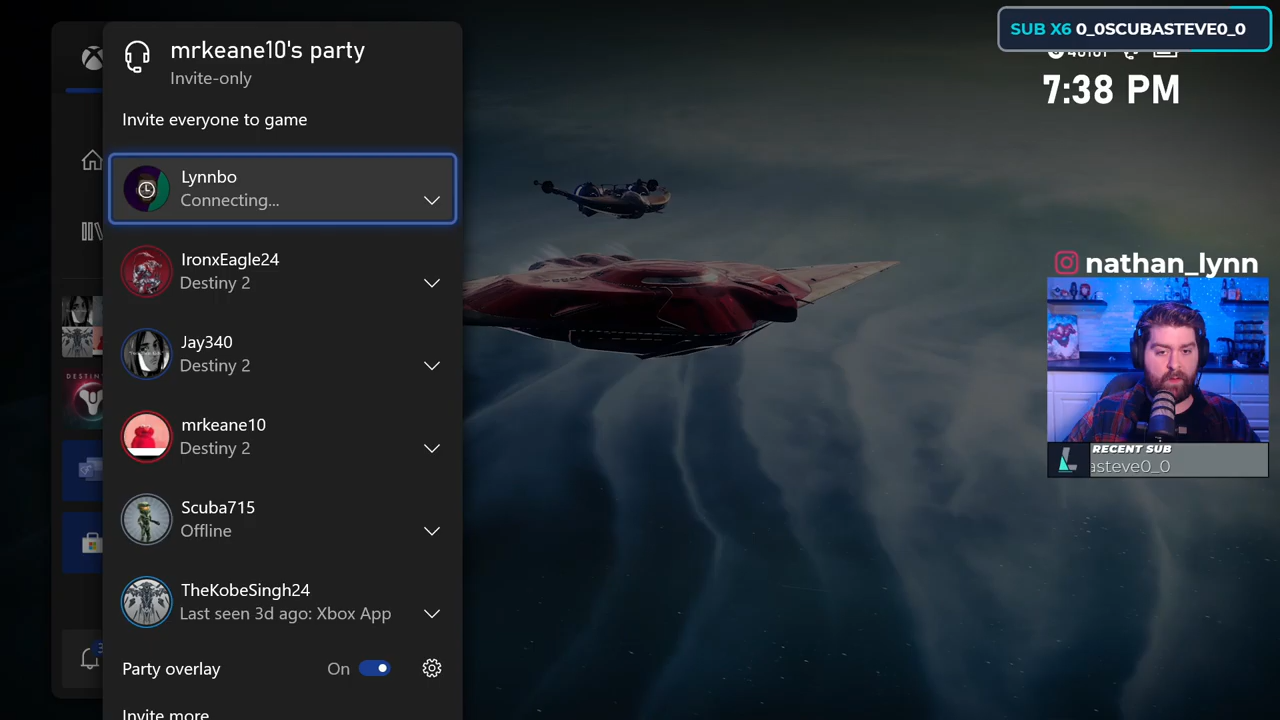 mrkeane10's party
Invite-only
Invite everyone to game
Lynnbo
Connecting...
IronxEagle24
Destiny 2
Jay340
Destiny 2
mrkeane10
Destiny 2
Scuba715
Offline
TheKobeSingh24
Last seen 3d ago: Xbox App
Party overlay On
Invite more
SUB X6 0_0SCUBASTEVE0_0
7:38 PM
nathan_lynn
RECENT SUB
asteve0_0